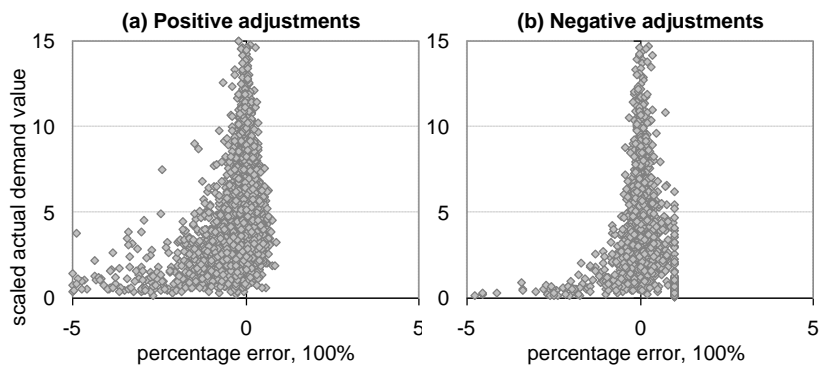 (a) Positive adjustments
(b) Negative adjustments
scaled actual demand value
15
10
5
0
-5
0
5
percentage error, 100%
15
10
5
0
-5
0
5
percentage error, 100%